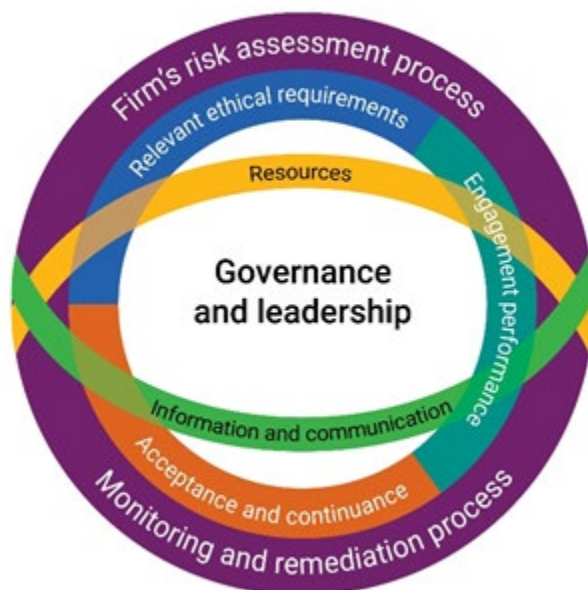 Firm's risk assessment process
Relevant ethical requirements
Resources
Engagement performance
Governance
and leadership
Information and communication
Acceptance and continuance
Monitoring and remediation process